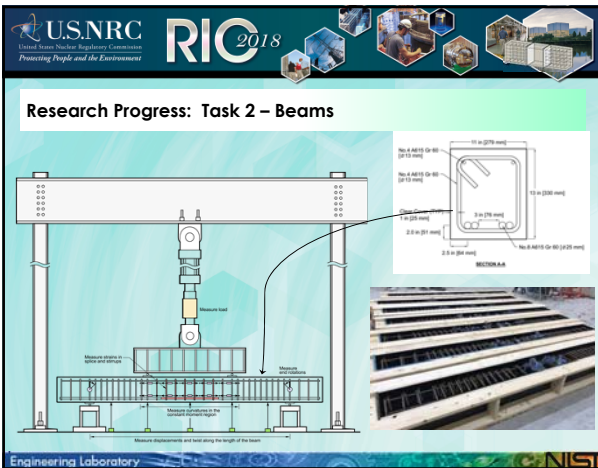 U.S.NRC
United States Nuclear Regulatory Commission
Protecting People and the Environment
RIC 2018
Research Progress: Task 2 – Beams
11 in [279 mm]
No.4 A615 Gr 60
[d13 mm]
No.4 A615 Gr 60
[d13 mm]
13 in [330 mm]
Clear Cover (TYP)
1 in [25 mm]
3 in [76 mm]
2.0 in [51 mm]
2.5 in [64 mm]
No.8 A615 Gr 60 [d25 mm]
SECTION A-A
Measure load
Measure strains in
splice and stirrups
Measure
end rotations
Measure curvatures in the
constant moment region
Measure displacements and twist along the length of the beam
Engineering Laboratory
NIST